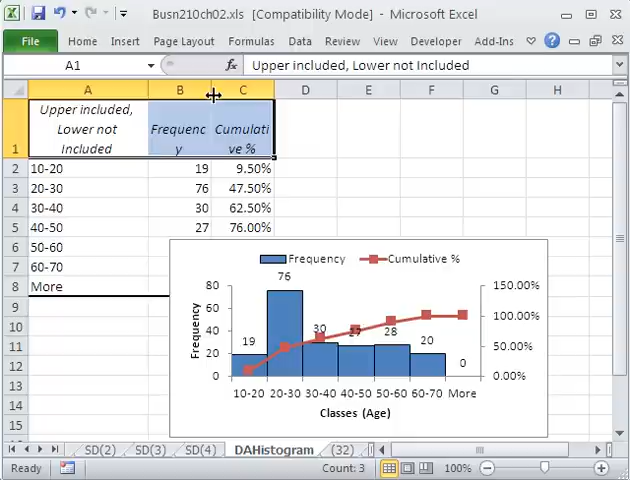 Busn210ch02.xls [Compatibility Mode] - Microsoft Excel
File Home Insert Page Layout Formulas Data Review View Developer Add-Ins
A1 fx Upper included, Lower not Included
A B C D E F G H
1 Upper included, Lower not Included Frequency Cumulative %
2 10-20 19 9.50%
3 20-30 76 47.50%
4 30-40 30 62.50%
5 40-50 27 76.00%
6 50-60
7 60-70
8 More
9
10
11
12
13
14
15
Frequency Cumulative %
Frequency
80
60
40
20
0
19 76 30 27 28 20 0
150.00%
100.00%
50.00%
0.00%
10-20 20-30 30-40 40-50 50-60 60-70 More
Classes (Age)
SD(2) SD(3) SD(4) DAHistogram (32)
Ready Count: 3 100%